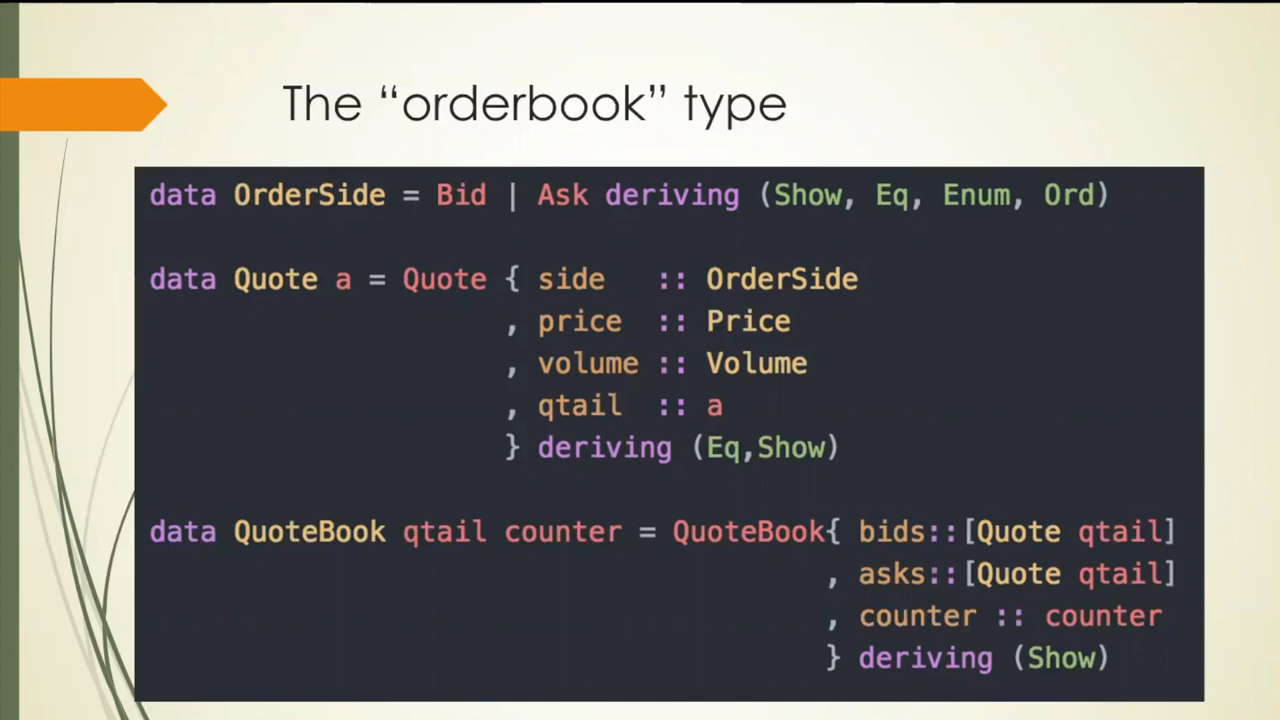 The “orderbook” type
data OrderSide = Bid | Ask deriving (Show, Eq, Enum, Ord)
data Quote a = Quote { side :: OrderSide
, price :: Price
, volume :: Volume
, qtail :: a
} deriving (Eq,Show)
data QuoteBook qtail counter = QuoteBook{ bids::[Quote qtail]
, asks::[Quote qtail]
, counter :: counter
} deriving (Show)